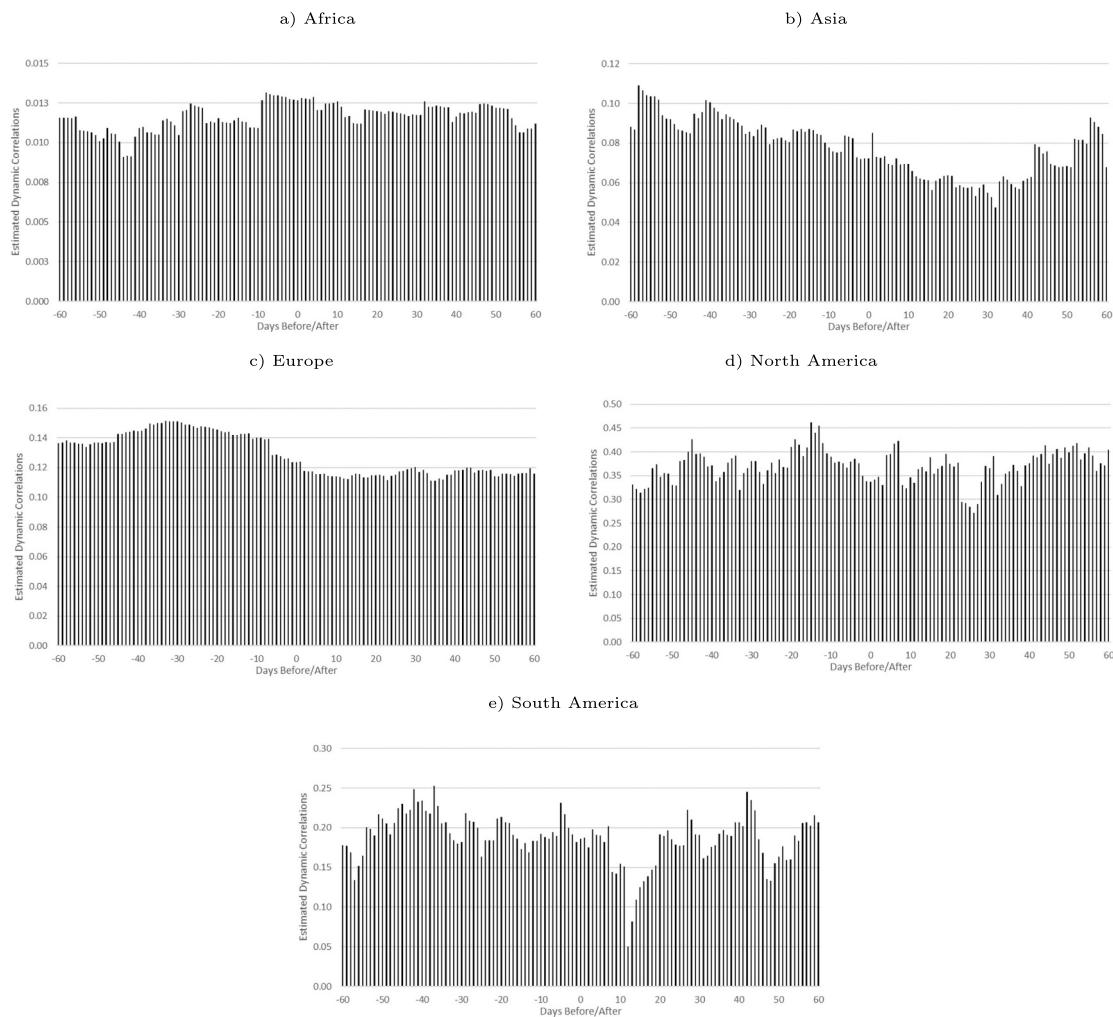 a) Africa
Estimated Dynamic Correlations
0.015
0.013
0.010
0.008
0.005
0.003
0.000
-60 -50 -40 -30 -20 -10 0 10 20 30 40 50 60
Days Before/After
b) Asia
Estimated Dynamic Correlations
0.12
0.10
0.08
0.06
0.04
0.02
0.00
-60 -50 -40 -30 -20 -10 0 10 20 30 40 50 60
Days Before/After
c) Europe
Estimated Dynamic Correlations
0.16
0.14
0.12
0.10
0.08
0.06
0.04
0.02
0.00
-60 -50 -40 -30 -20 -10 0 10 20 30 40 50 60
Days Before/After
d) North America
Estimated Dynamic Correlations
0.50
0.45
0.40
0.35
0.30
0.25
0.20
0.15
0.10
0.05
0.00
-60 -50 -40 -30 -20 -10 0 10 20 30 40 50 60
Days Before/After
e) South America
Estimated Dynamic Correlations
0.30
0.25
0.20
0.15
0.10
0.05
0.00
-60 -50 -40 -30 -20 -10 0 10 20 30 40 50 60
Days Before/After